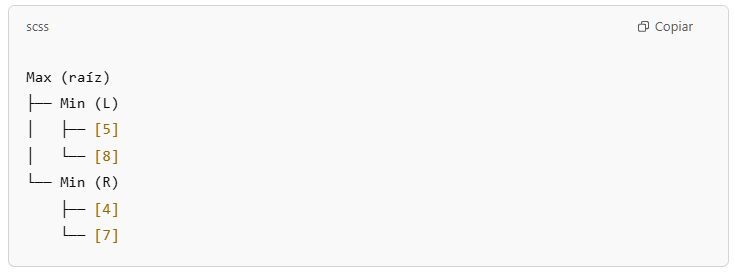 scss
Copiar
Max (raíz)
├── Min (L)
│   ├── [5]
│   └── [8]
└── Min (R)
    ├── [4]
    └── [7]